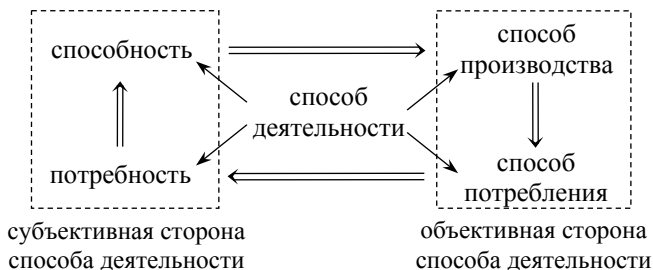 способность
способ
производства
способ
деятельности
потребность
способ
потребления
субъективная сторона
способа деятельности
объективная сторона
способа деятельности